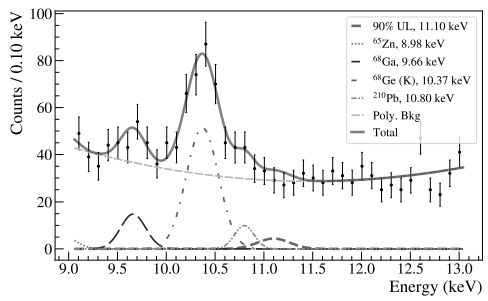 Counts / 0.10 keV
100
80
60
40
20
0
90% UL, 11.10 keV
⁶⁵Zn, 8.98 keV
⁶⁸Ga, 9.66 keV
⁶⁸Ge (K), 10.37 keV
²¹⁰Pb, 10.80 keV
Poly. Bkg
Total
9.0 9.5 10.0 10.5 11.0 11.5 12.0 12.5 13.0
Energy (keV)